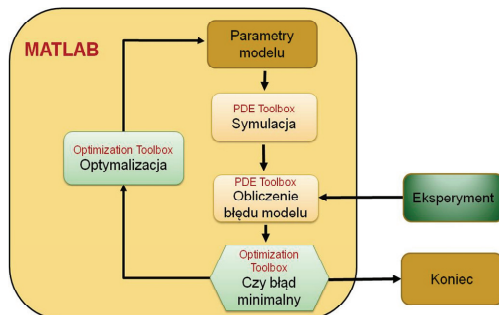 MATLAB
Parametry
modelu
PDE Toolbox
Symulacja
Optimization Toolbox
Optymalizacja
PDE Toolbox
Obliczenie
błędu modelu
Eksperyment
Optimization
Toolbox
Czy błąd
minimalny
Koniec